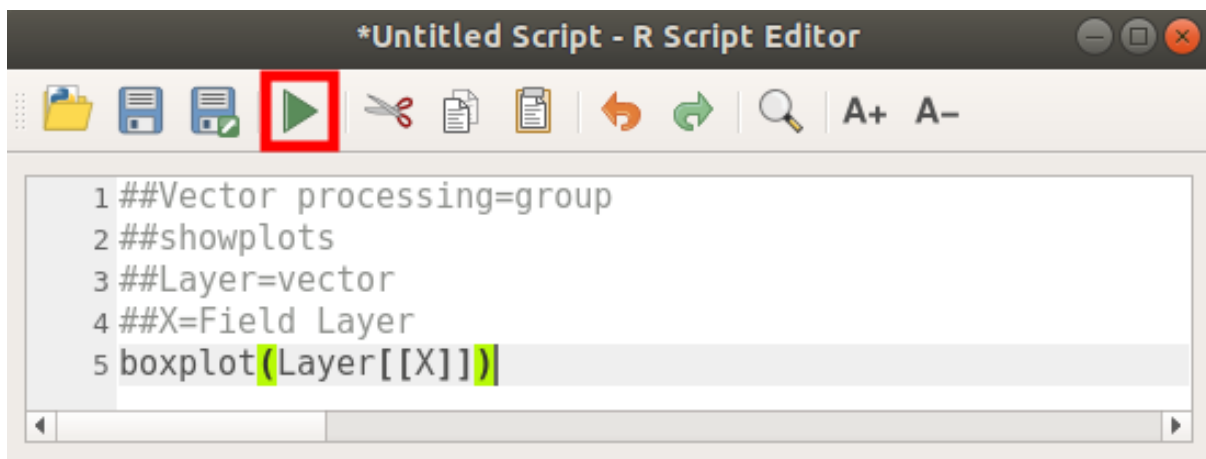 *Untitled Script - R Script Editor
A+ A-
1 ##Vector processing=group
2 ##showplots
3 ##Layer=vector
4 ##X=Field Layer
5 boxplot(Layer[[X]])